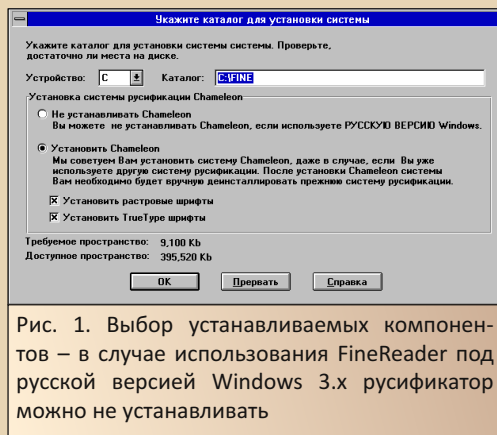 Укажите каталог для установки системы
Укажите каталог для установки системы системы. Проверьте,
достаточно ли места на диске.
Устройство: C Каталог: C:\FINE
Установка системы русификации Chameleon
Не устанавливать Chameleon
Вы можете не устанавливать Chameleon, если используете РУССКУЮ ВЕРСИЮ Windows.
Установить Chameleon
Мы советуем Вам установить систему Chameleon, даже в случае, если Вы уже
используете другую систему русификации. После установки Chameleon системы
Вам необходимо будет вручную деинсталлировать прежнюю систему русификации.
Установить растровые шрифты
Установить TrueType шрифты
Требуемое пространство: 9,100 Kb
Доступное пространство: 395,520 Kb
OK Прервать Справка
Рис. 1. Выбор устанавливаемых компонен-
тов – в случае использования FineReader под
русской версией Windows 3.x русификатор
можно не устанавливать